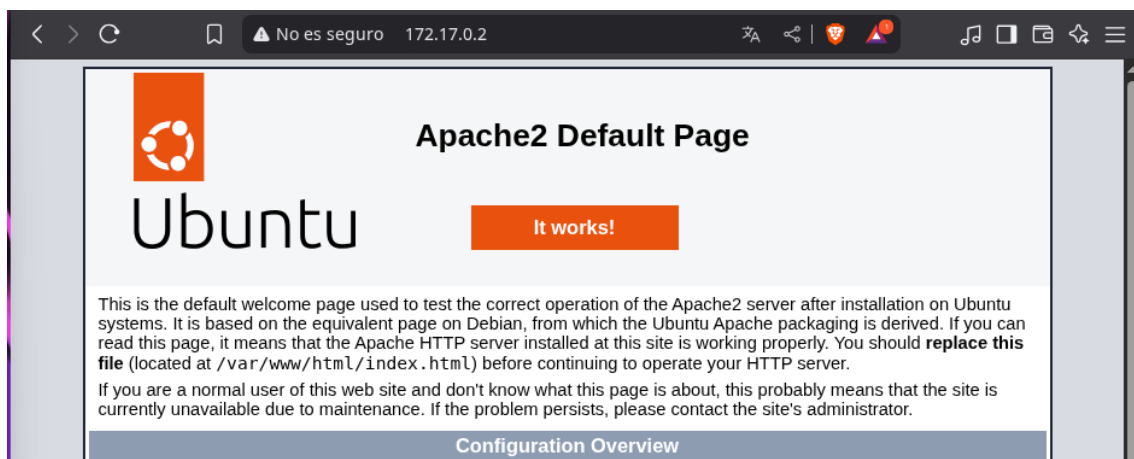 No es seguro 172.17.0.2
Apache2 Default Page
Ubuntu
It works!
This is the default welcome page used to test the correct operation of the Apache2 server after installation on Ubuntu
systems. It is based on the equivalent page on Debian, from which the Ubuntu Apache packaging is derived. If you can
read this page, it means that the Apache HTTP server installed at this site is working properly. You should replace this
file (located at /var/www/html/index.html) before continuing to operate your HTTP server.
If you are a normal user of this web site and don't know what this page is about, this probably means that the site is
currently unavailable due to maintenance. If the problem persists, please contact the site's administrator.
Configuration Overview